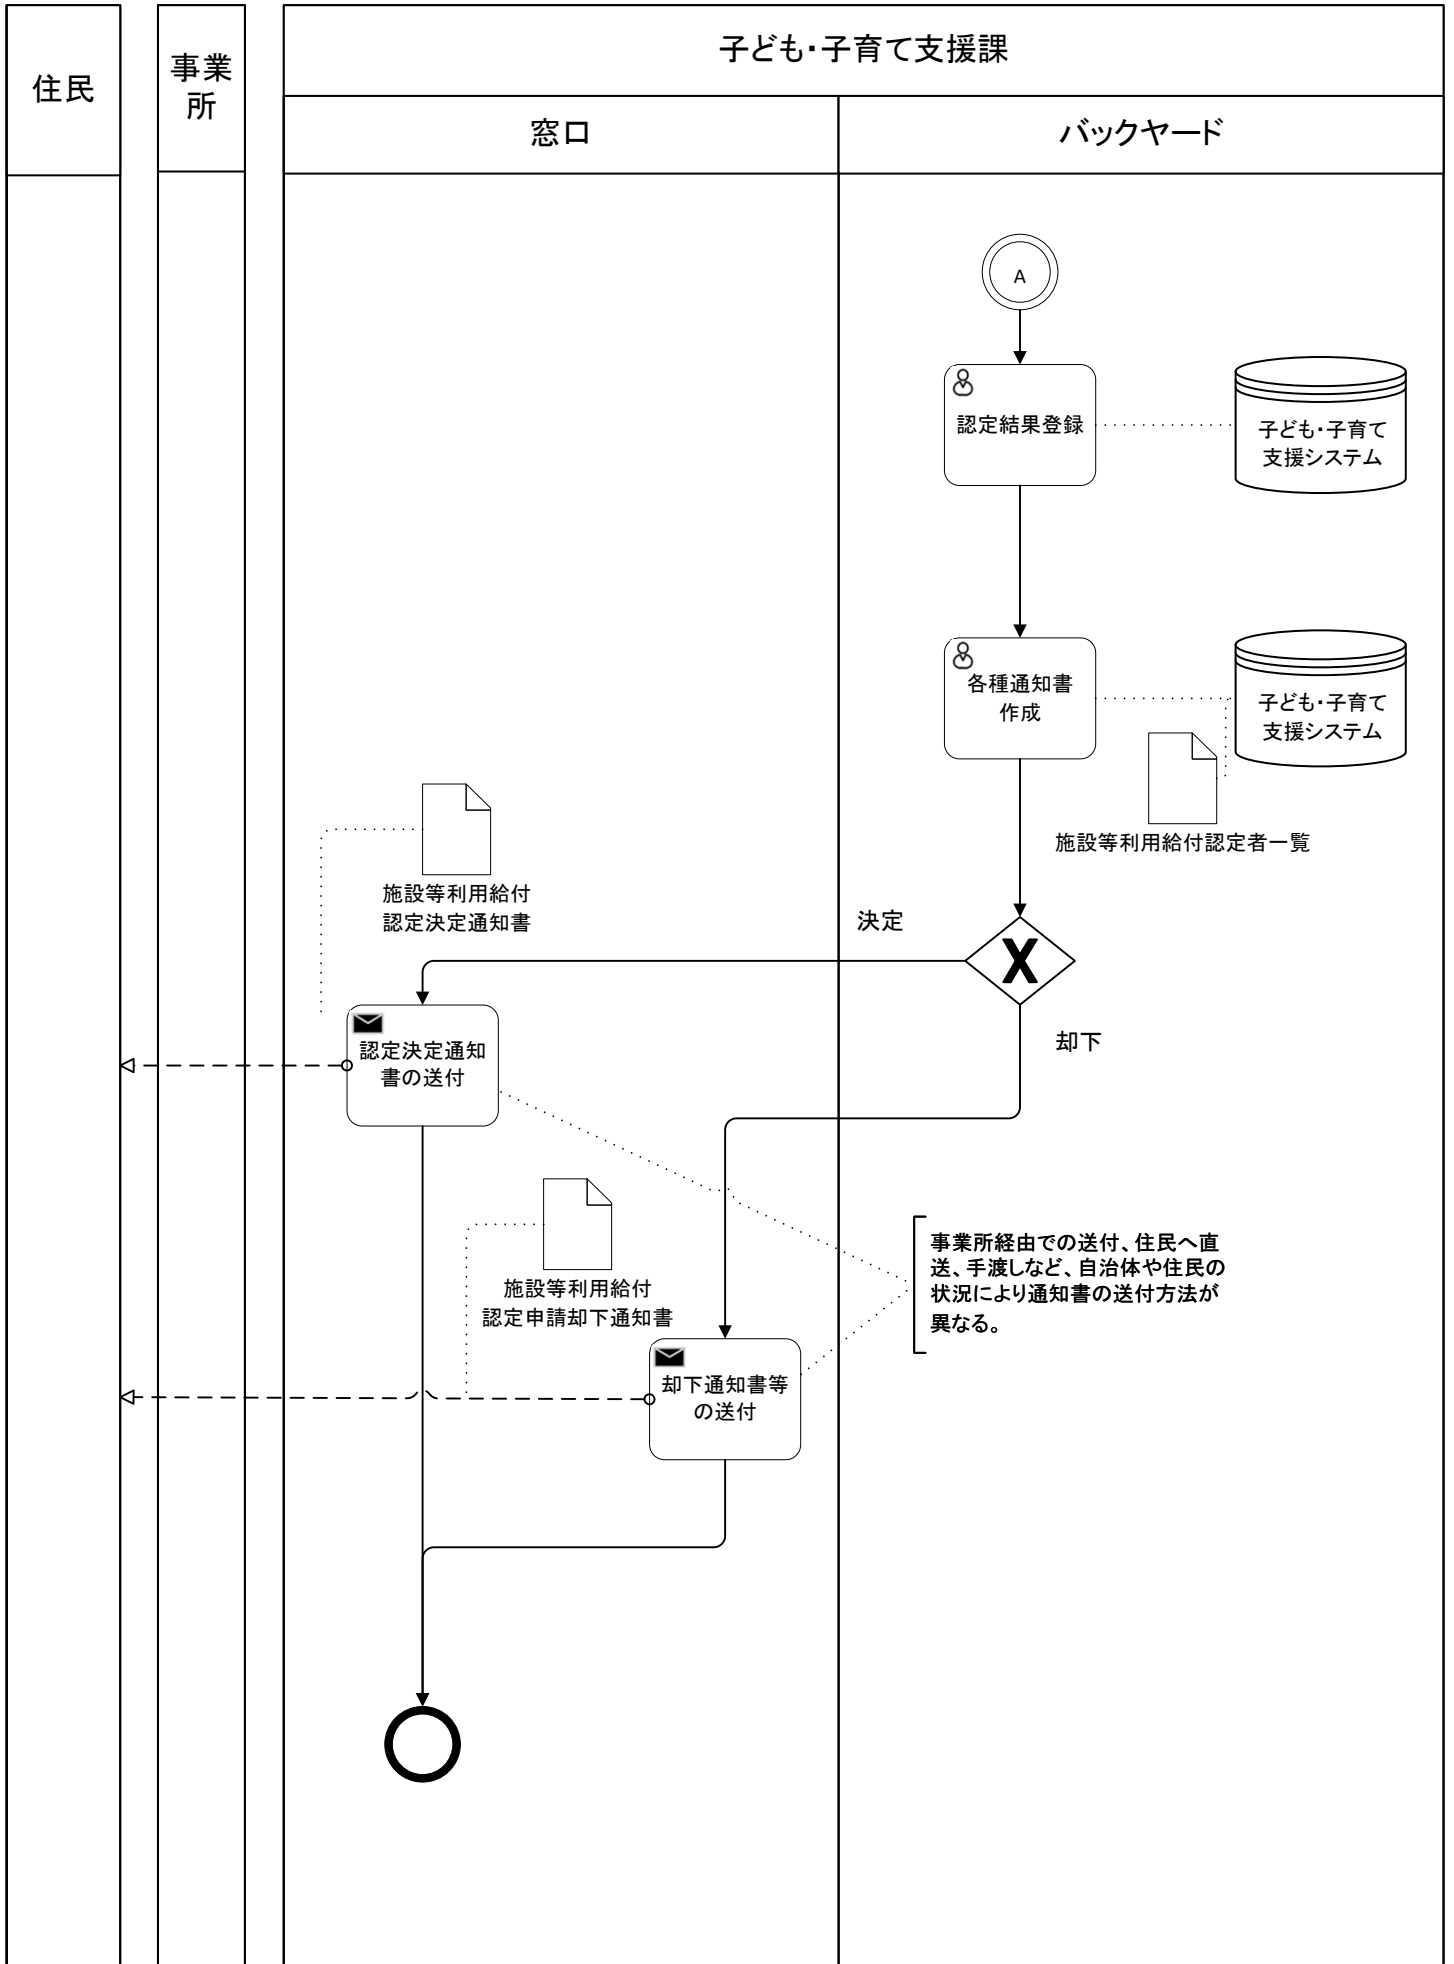 住民
事業
所
子ども・子育て支援課
窓口
バックヤード
A
認定結果登録
子ども・子育て
支援システム
各種通知書
作成
子ども・子育て
支援システム
施設等利用給付認定者一覧
施設等利用給付
認定決定通知書
決定
却下
認定決定通知
書の送付
施設等利用給付
認定申請却下通知書
事業所経由での送付、住民へ直
送、手渡しなど、自治体や住民の
状況により通知書の送付方法が
異なる。
却下通知書等
の送付